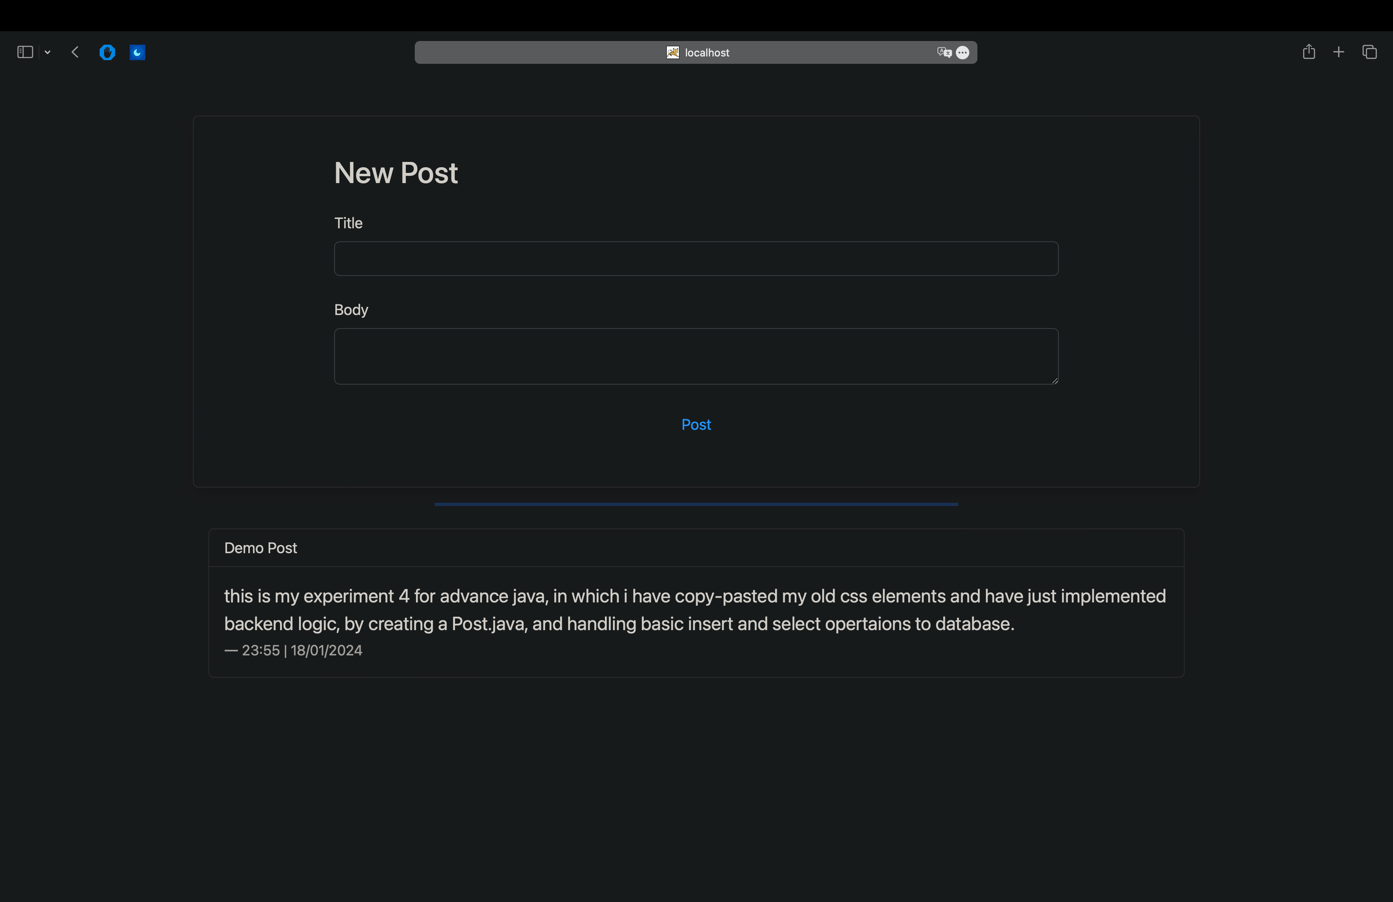 localhost
New Post
Title
Body
Post
Demo Post
this is my experiment 4 for advance java, in which i have copy-pasted my old css elements and have just implemented
backend logic, by creating a Post.java, and handling basic insert and select opertaions to database.
— 23:55 | 18/01/2024